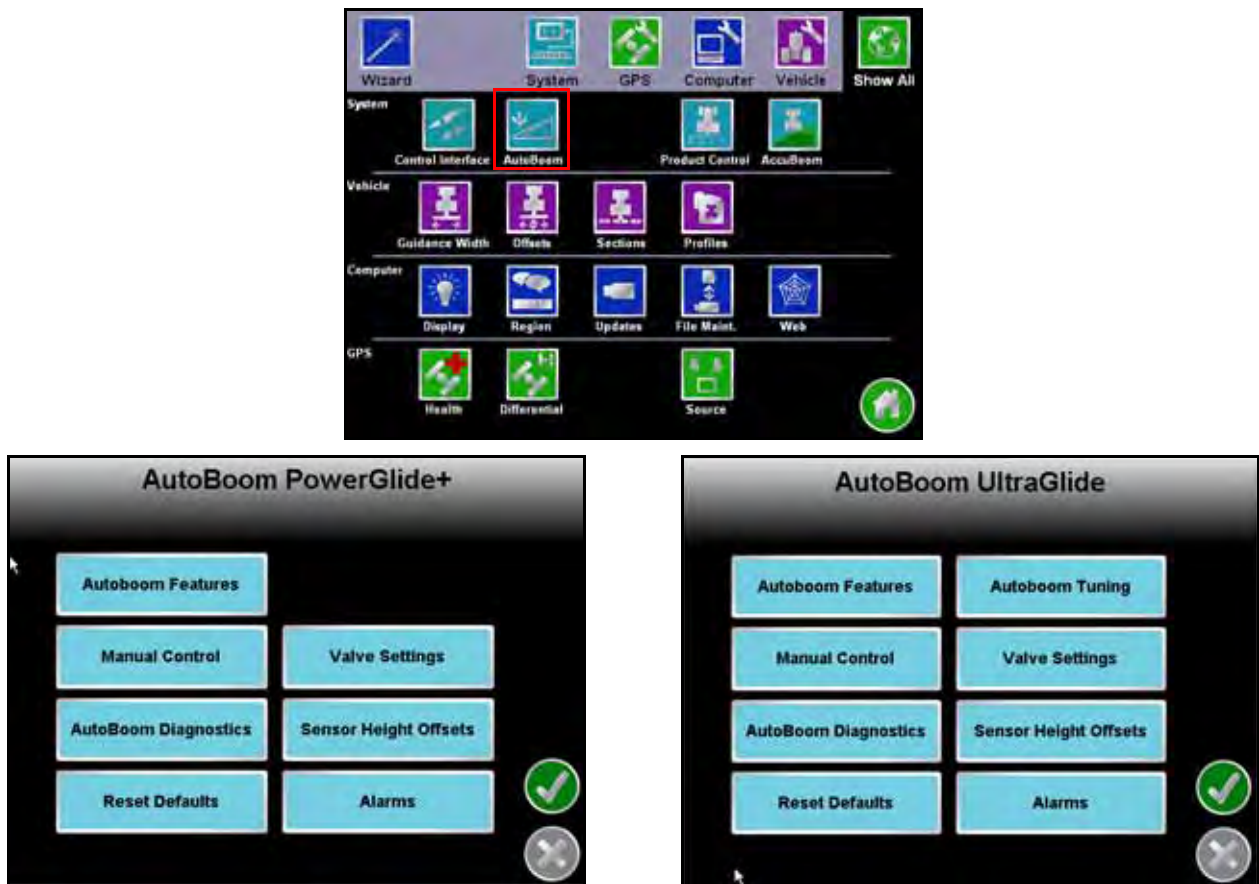 Wizard System GPS Computer Vehicle Show All
System
Control Interface AutoBoom Product Control AccuBoom
Vehicle
Guidance Width Offsets Sections Profiles
Computer
Display Region Updates File Maint. Web
GPS
Health Differential Source
AutoBoom PowerGlide+
Autoboom Features
Manual Control Valve Settings
AutoBoom Diagnostics Sensor Height Offsets
Reset Defaults Alarms
AutoBoom UltraGlide
Autoboom Features Autoboom Tuning
Manual Control Valve Settings
AutoBoom Diagnostics Sensor Height Offsets
Reset Defaults Alarms